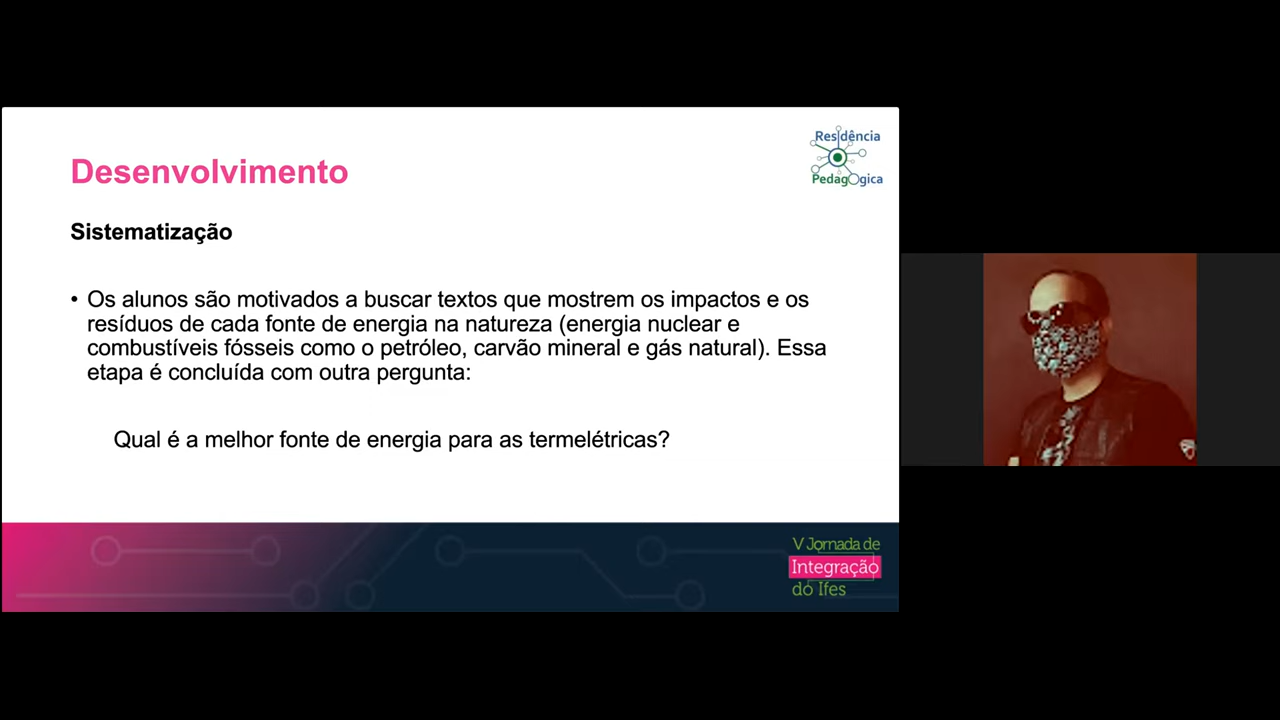 Residência
Pedagógica
Desenvolvimento
Sistematização
• Os alunos são motivados a buscar textos que mostrem os impactos e os
resíduos de cada fonte de energia na natureza (energia nuclear e
combustíveis fósseis como o petróleo, carvão mineral e gás natural). Essa
etapa é concluída com outra pergunta:
Qual é a melhor fonte de energia para as termelétricas?
V Jornada de
Integração
do Ifes